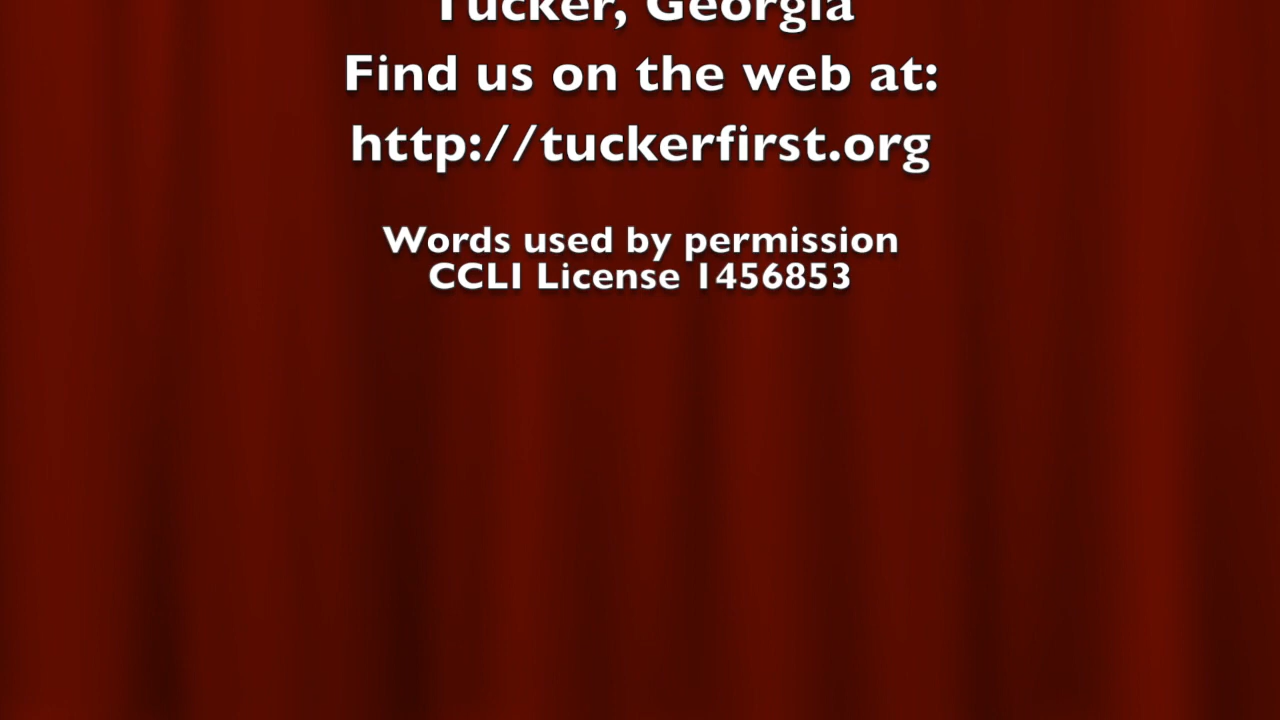 Tucker, Georgia
Find us on the web at:
http://tuckerfirst.org
Words used by permission
CCLI License 1456853